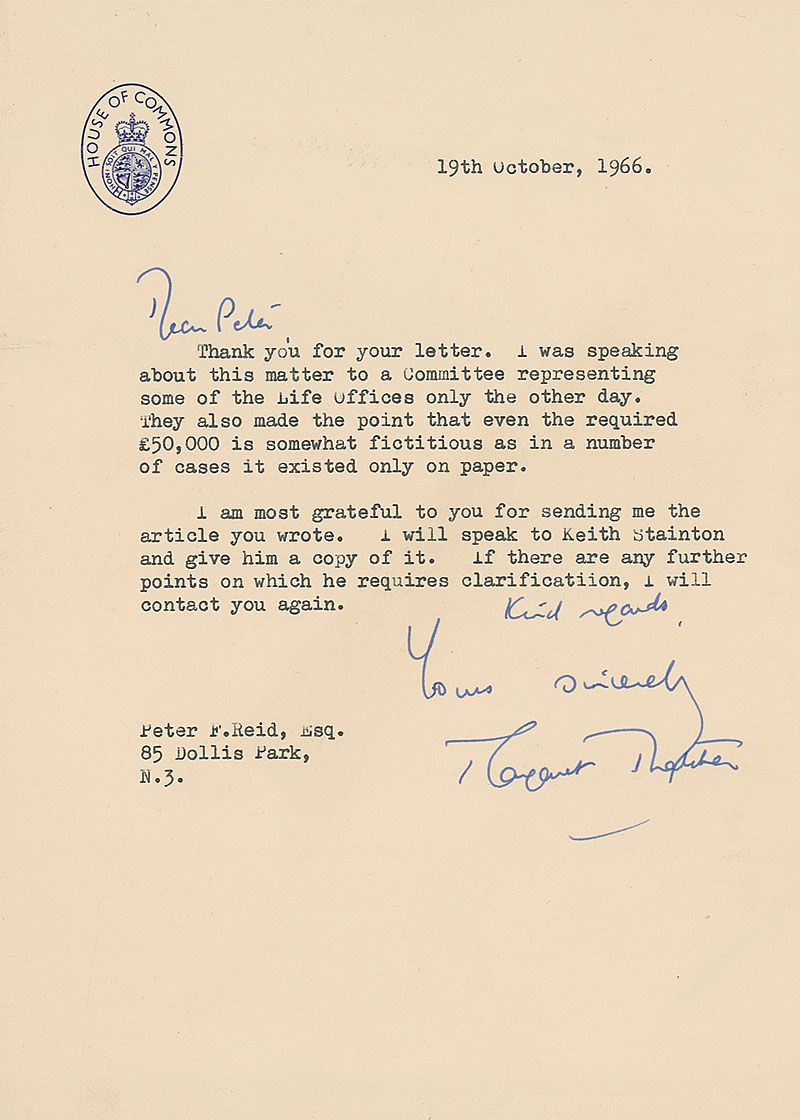 HOUSE OF COMMONS
HONI SOIT QUI MAL Y PENSE
19th October, 1966.
Dear Peter,
Thank you for your letter. I was speaking
about this matter to a Committee representing
some of the Life Offices only the other day.
They also made the point that even the required
£50,000 is somewhat fictitious as in a number
of cases it existed only on paper.
I am most grateful to you for sending me the
article you wrote. I will speak to Keith Stainton
and give him a copy of it. If there are any further
points on which he requires clarificatiion, I will
contact you again.
Kind regards,
Yours sincerely
Margaret Thatcher
Peter F.Reid, Esq.
85 Dollis Park,
N.3.